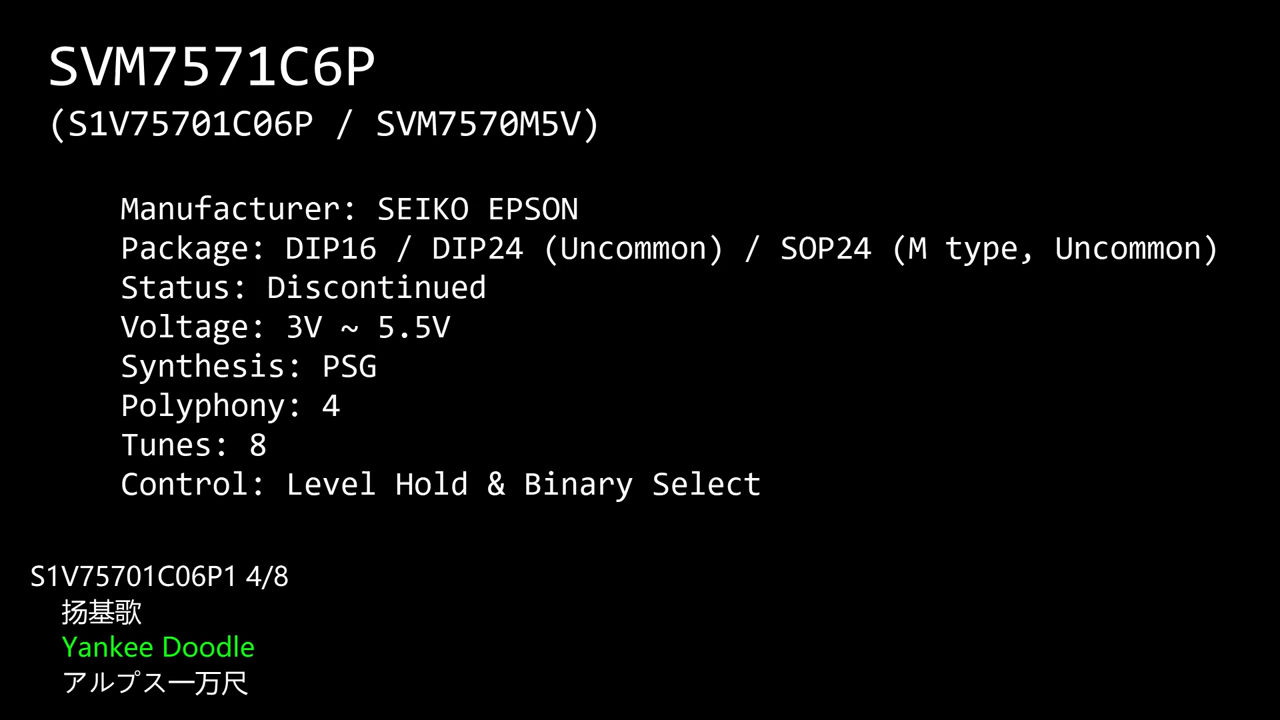 SVM7571C6P
(S1V75701C06P / SVM7570M5V)
Manufacturer: SEIKO EPSON
Package: DIP16 / DIP24 (Uncommon) / SOP24 (M type, Uncommon)
Status: Discontinued
Voltage: 3V ~ 5.5V
Synthesis: PSG
Polyphony: 4
Tunes: 8
Control: Level Hold & Binary Select
S1V75701C06P1 4/8
扬基歌
Yankee Doodle
アルプス一万尺